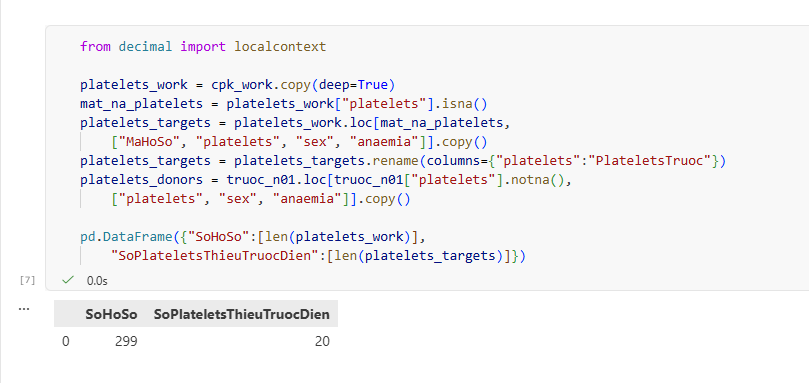 from decimal import localcontext
platelets_work = cpk_work.copy(deep=True)
mat_na_platelets = platelets_work["platelets"].isna()
platelets_targets = platelets_work.loc[mat_na_platelets,
["MaHoSo", "platelets", "sex", "anaemia"]].copy()
platelets_targets = platelets_targets.rename(columns={"platelets":"PlateletsTruoc"})
platelets_donors = truoc_n01.loc[truoc_n01["platelets"].notna(),
["platelets", "sex", "anaemia"]].copy()
pd.DataFrame({"SoHoSo":[len(platelets_work)],
"SoPlateletsThieuTruocDien":[len(platelets_targets)]})
[7] ✓ 0.0s
... SoHoSo SoPlateletsThieuTruocDien
0 299 20